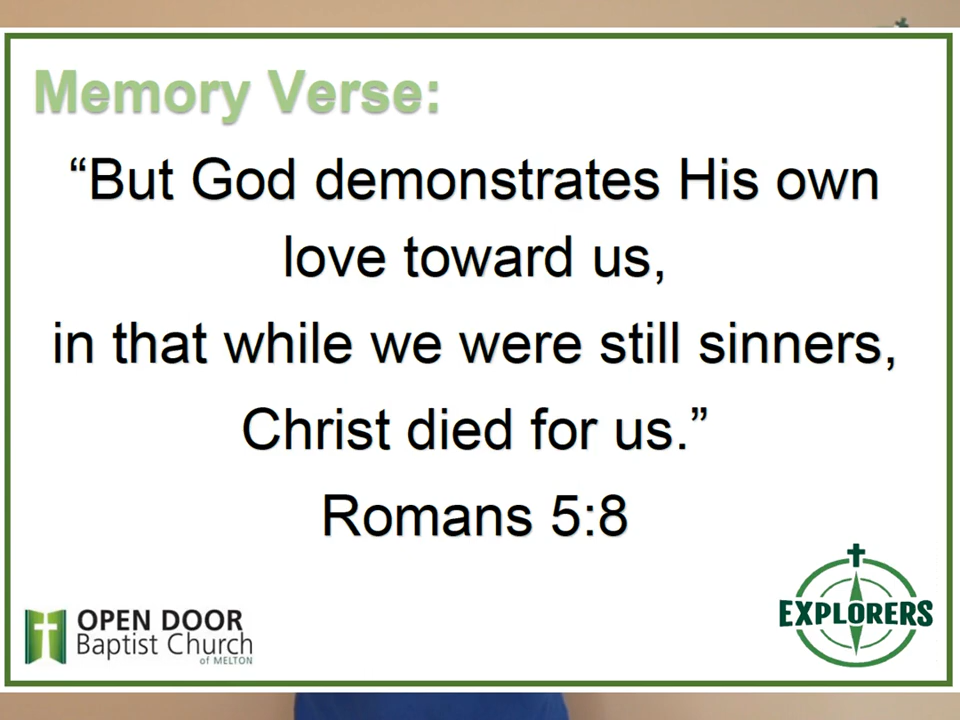 Memory Verse:
“But God demonstrates His own
love toward us,
in that while we were still sinners,
Christ died for us.”
Romans 5:8
OPEN DOOR
Baptist Church
of MELTON
EXPLORERS